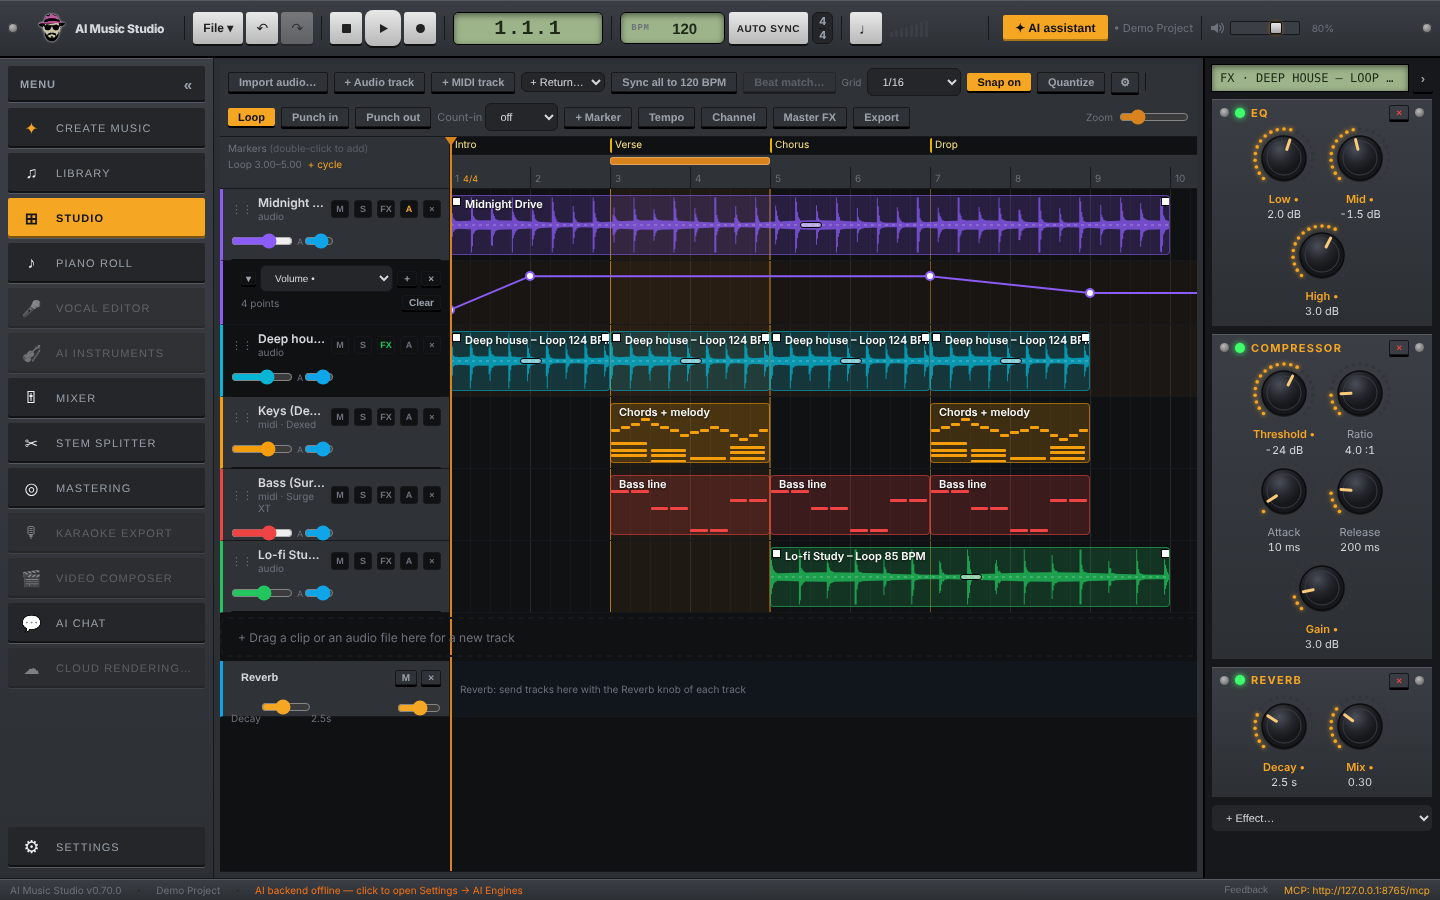 AI Music Studio
File ▾
1.1.1
BPM 120
AUTO SYNC
4
4
✦ AI assistant
• Demo Project
80%
MENU «
CREATE MUSIC
LIBRARY
STUDIO
PIANO ROLL
VOCAL EDITOR
AI INSTRUMENTS
MIXER
STEM SPLITTER
MASTERING
KARAOKE EXPORT
VIDEO COMPOSER
AI CHAT
CLOUD RENDERING…
SETTINGS
Import audio…
+ Audio track
+ MIDI track
+ Return…
Sync all to 120 BPM
Beat match…
Grid
1/16
Snap on
Quantize
Loop
Punch in
Punch out
Count-in
off
+ Marker
Tempo
Channel
Master FX
Export
Zoom
Markers (double-click to add)
Loop 3.00–5.00 + cycle
Intro
Verse
Chorus
Drop
1 4/4 2 3 4 5 6 7 8 9 10
Midnight …
audio
M S FX A ×
A
Midnight Drive
Volume •
+ ×
4 points
Clear
Deep hou…
audio
M S FX A ×
A
Deep house – Loop 124 BP
Deep house – Loop 124 BP
Deep house – Loop 124 BP
Deep house – Loop 124 BP
Keys (De…
midi · Dexed
M S FX A ×
A
Chords + melody
Chords + melody
Bass (Sur…
midi · Surge
XT
M S FX A ×
A
Bass line
Bass line
Bass line
Lo-fi Stu…
audio
M S FX A ×
A
Lo-fi Study – Loop 85 BPM
+ Drag a clip or an audio file here for a new track
Reverb
M ×
Decay 2.5s
Reverb: send tracks here with the Reverb knob of each track
FX · DEEP HOUSE – LOOP …
›
EQ
×
Low •
2.0 dB
Mid •
-1.5 dB
High •
3.0 dB
COMPRESSOR
×
Threshold •
-24 dB
Ratio
4.0 :1
Attack
10 ms
Release
200 ms
Gain •
3.0 dB
REVERB
×
Decay •
2.5 s
Mix •
0.30
+ Effect…
AI Music Studio v0.70.0
Demo Project
AI backend offline — click to open Settings → AI Engines
Feedback
MCP: http://127.0.0.1:8765/mcp